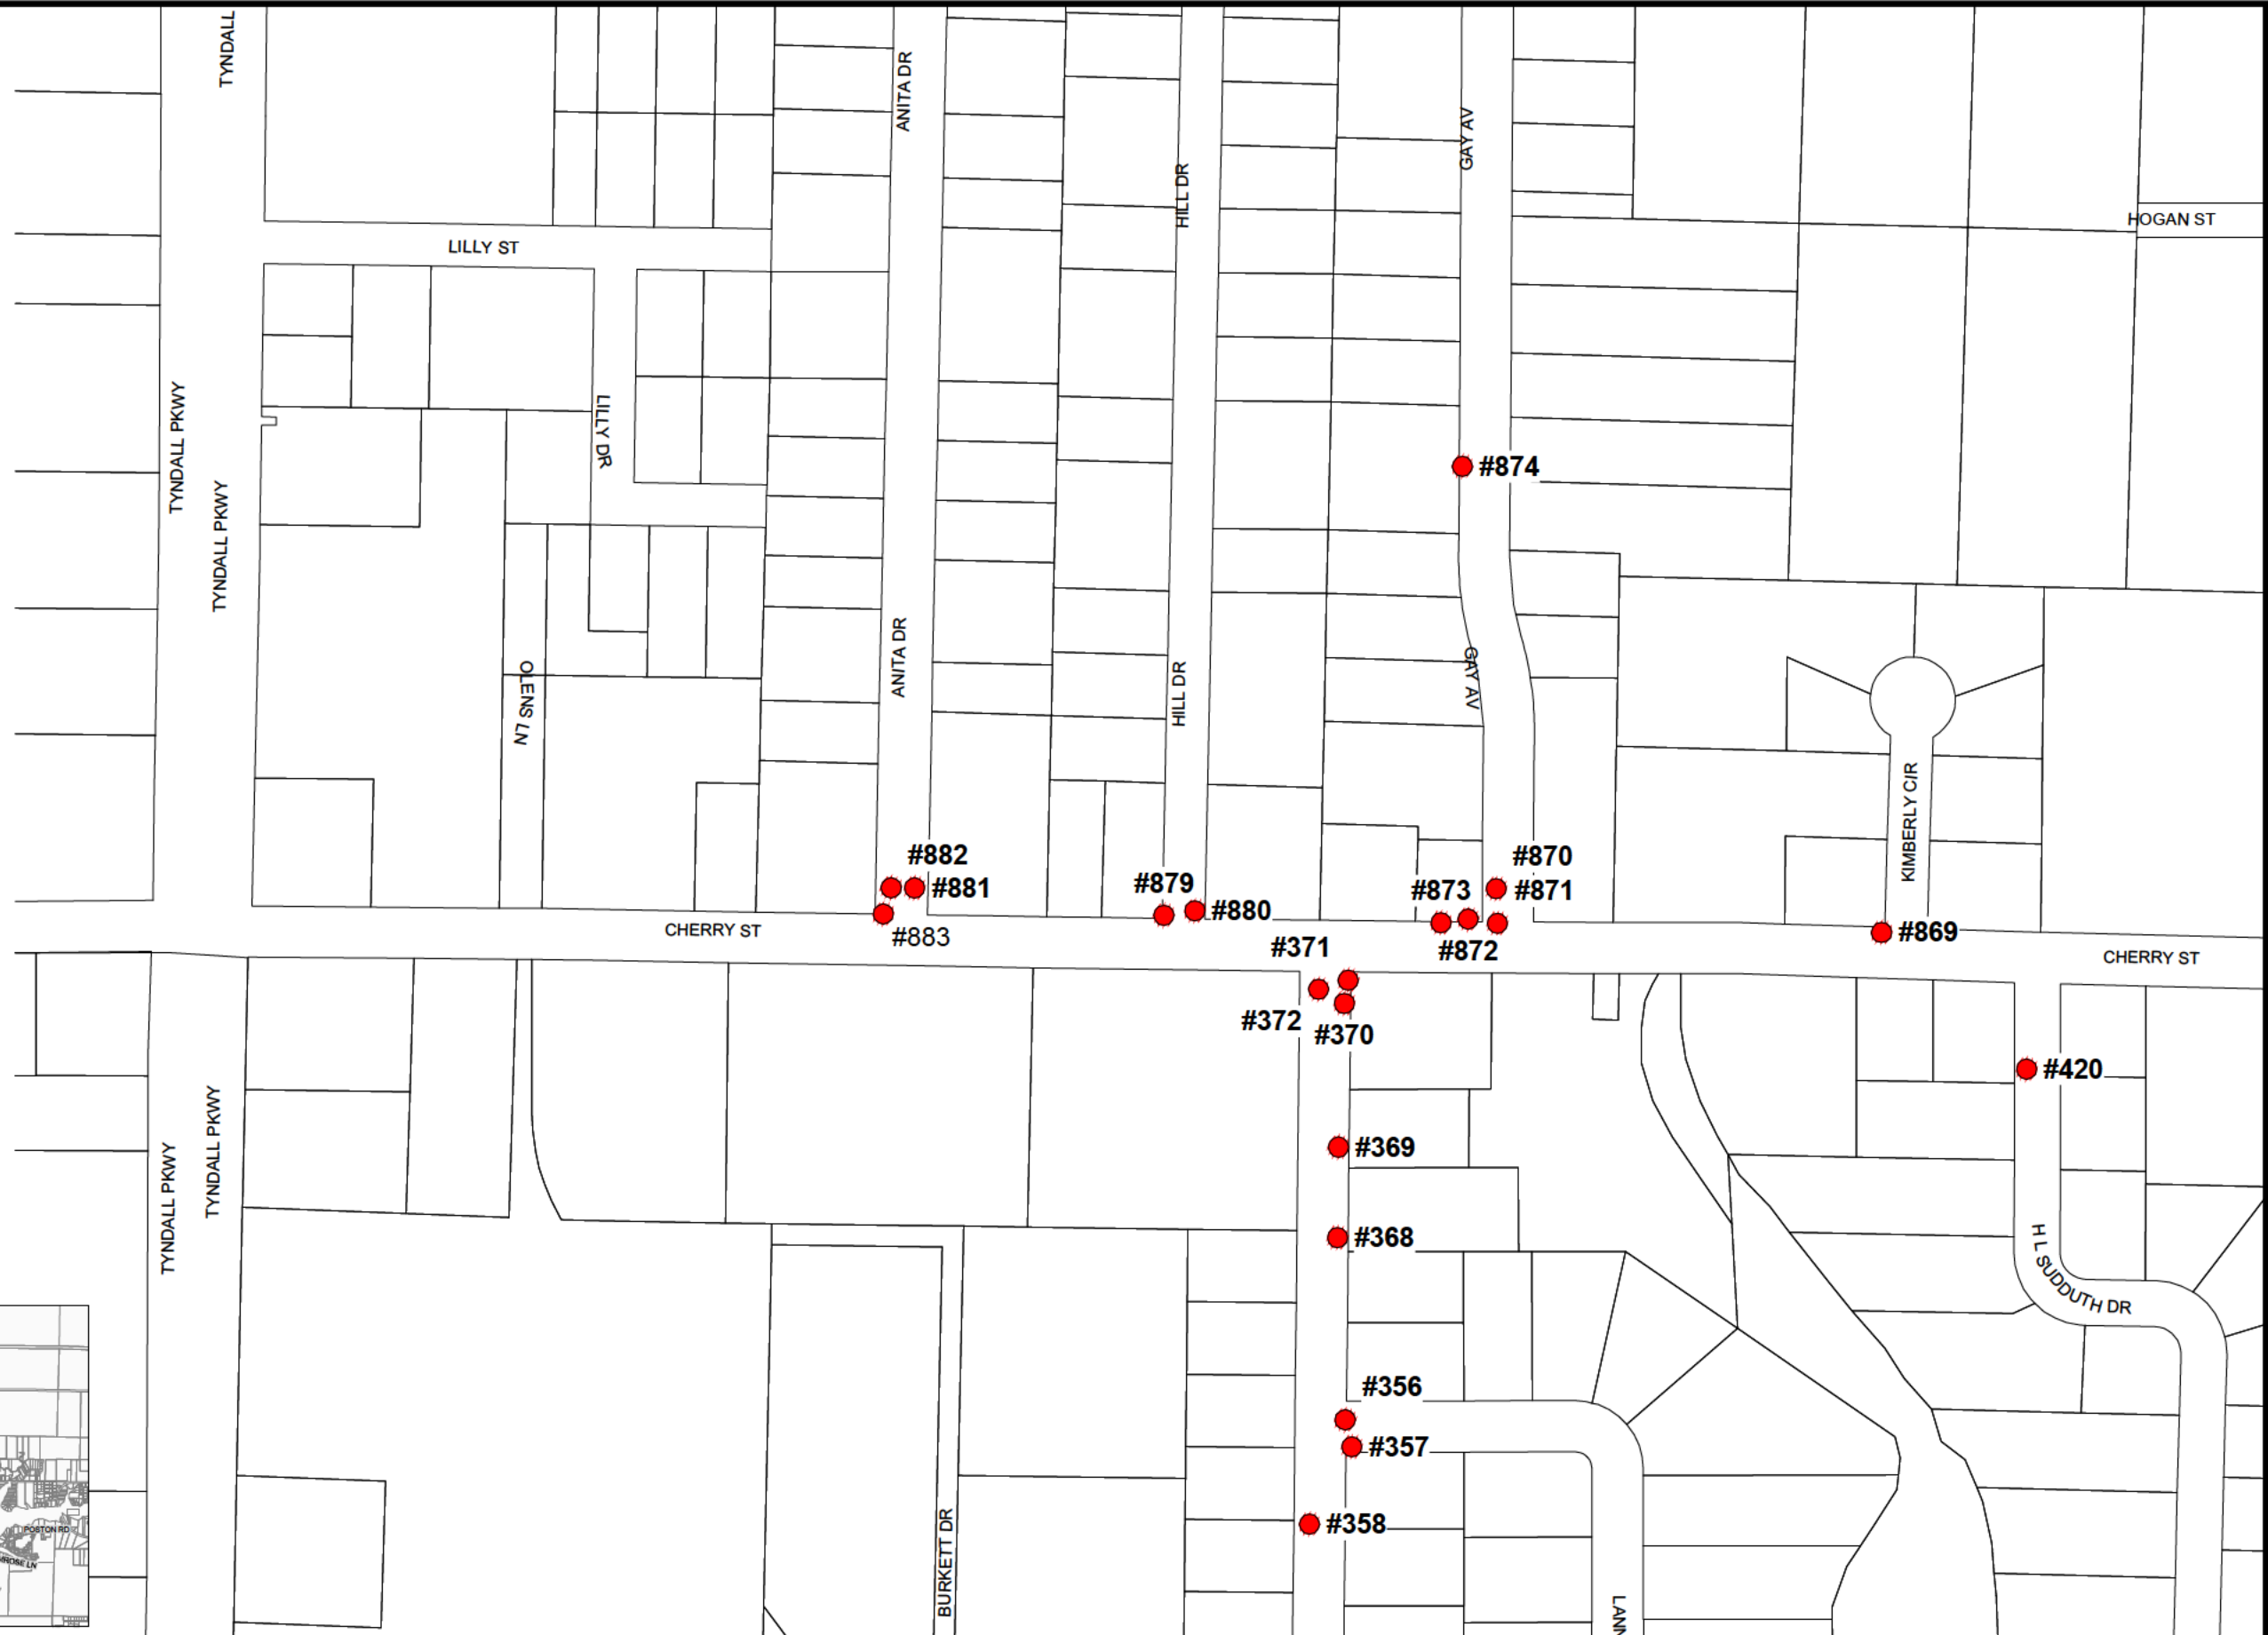 TYNDALL
ANITA DR
GAY AV
HILL DR
HOGAN ST
LILLY ST
TYNDALL PKWY
LILLY DR
#874
TYNDALL PKWY
ANITA DR
HILL DR
GAY AV
OLENS LN
KIMBERLY CIR
#882
#870
#881
#879
#873
#871
#880
CHERRY ST
#883
#869
#371
#872
CHERRY ST
#372
#370
#420
TYNDALL PKWY
#369
TYNDALL PKWY
#368
H L SUDDUTH DR
#356
#357
#358
POSTON RD
BURKETT DR
LANN